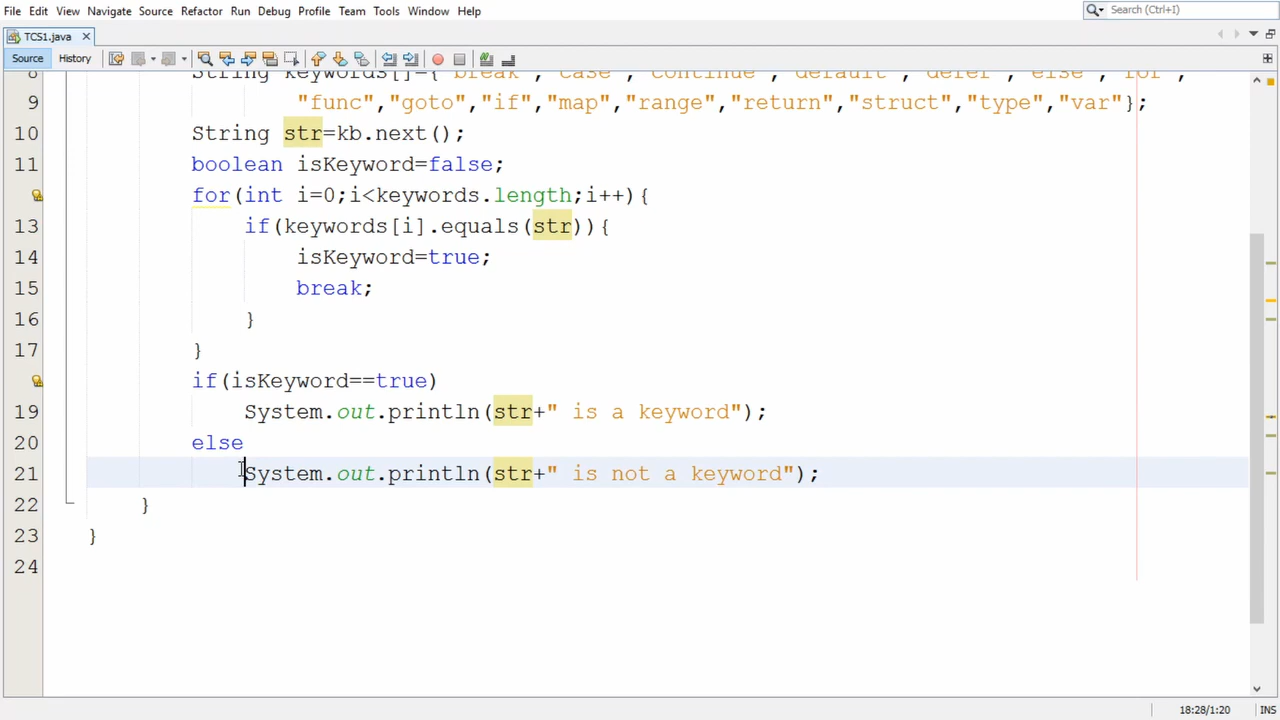 File Edit View Navigate Source Refactor Run Debug Profile Team Tools Window Help Search (Ctrl+I)
TCS1.java
Source History
8 String keywords[]={"break","case","continue","default","defer","else","for",
9 "func","goto","if","map","range","return","struct","type","var"};
10 String str=kb.next();
11 boolean isKeyword=false;
for(int i=0;i<keywords.length;i++){
13 if(keywords[i].equals(str)){
14 isKeyword=true;
15 break;
16 }
17 }
if(isKeyword==true)
19 System.out.println(str+" is a keyword");
20 else
21 System.out.println(str+" is not a keyword");
22 }
23 }
24
18:28/1:20 INS